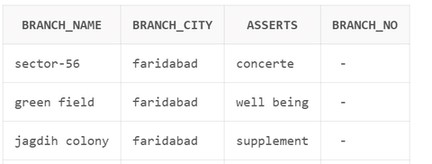 BRANCH_NAME BRANCH_CITY ASSERTS BRANCH_NO
sector-56 faridabad concerte -
green field faridabad well being -
jagdih colony faridabad supplement -